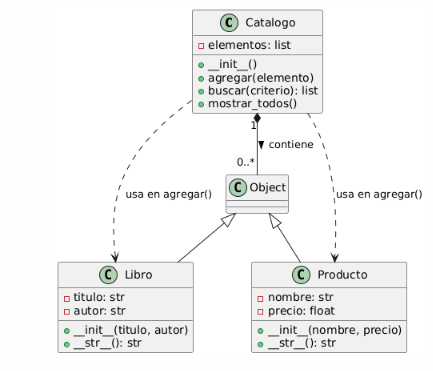 C Catalogo
elementos: list
__init__()
agregar(elemento)
buscar(criterio): list
mostrar_todos()
1
contiene
0..*
usa en agregar()
C Object
usa en agregar()
C Libro
titulo: str
autor: str
__init__(titulo, autor)
__str__(): str
C Producto
nombre: str
precio: float
__init__(nombre, precio)
__str__(): str